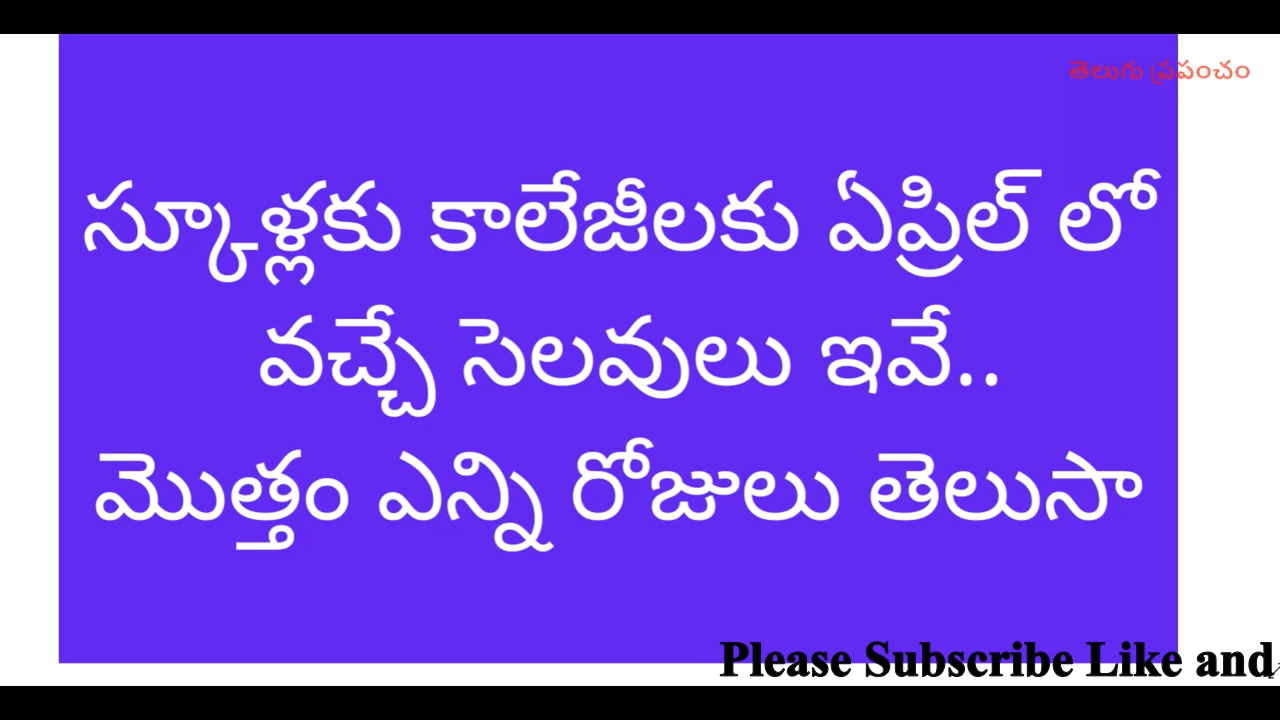 తెలుగు ప్రపంచం
స్కూళ్లకు కాలేజీలకు ఏప్రిల్ లో
వచ్చే సెలవులు ఇవే..
మొత్తం ఎన్ని రోజులు తెలుసా
Please Subscribe Like and